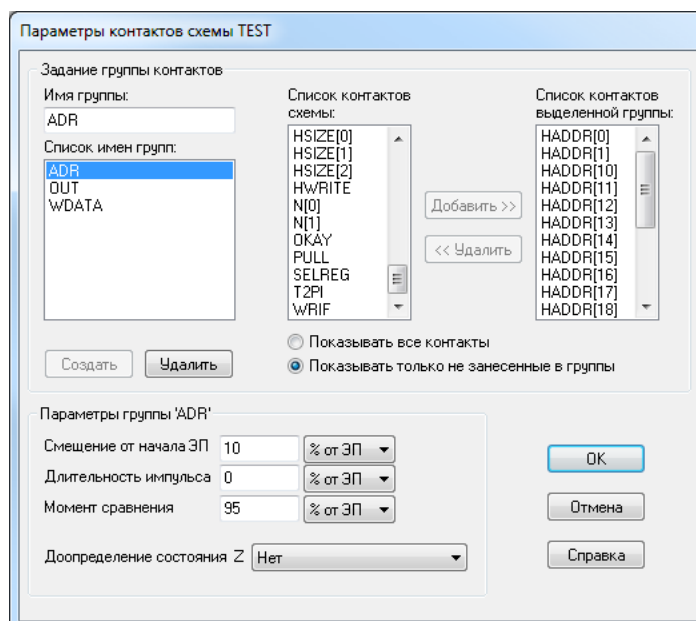 Параметры контактов схемы TEST
Задание группы контактов
Имя группы:
ADR
Список имен групп:
ADR
OUT
WDATA
Создать
Удалить
Список контактов
схемы:
HSIZE[0]
HSIZE[1]
HSIZE[2]
HWRITE
N[0]
N[1]
OKAY
PULL
SELREG
T2PI
WRIF
Добавить >>
<< Удалить
Список контактов
выделенной группы:
HADDR[0]
HADDR[1]
HADDR[10]
HADDR[11]
HADDR[12]
HADDR[13]
HADDR[14]
HADDR[15]
HADDR[16]
HADDR[17]
HADDR[18]
Показывать все контакты
Показывать только не занесенные в группы
Параметры группы 'ADR'
Смещение от начала ЭП 10 % от ЭП
Длительность импульса 0 % от ЭП
Момент сравнения 95 % от ЭП
Доопределение состояния Z Нет
OK
Отмена
Справка